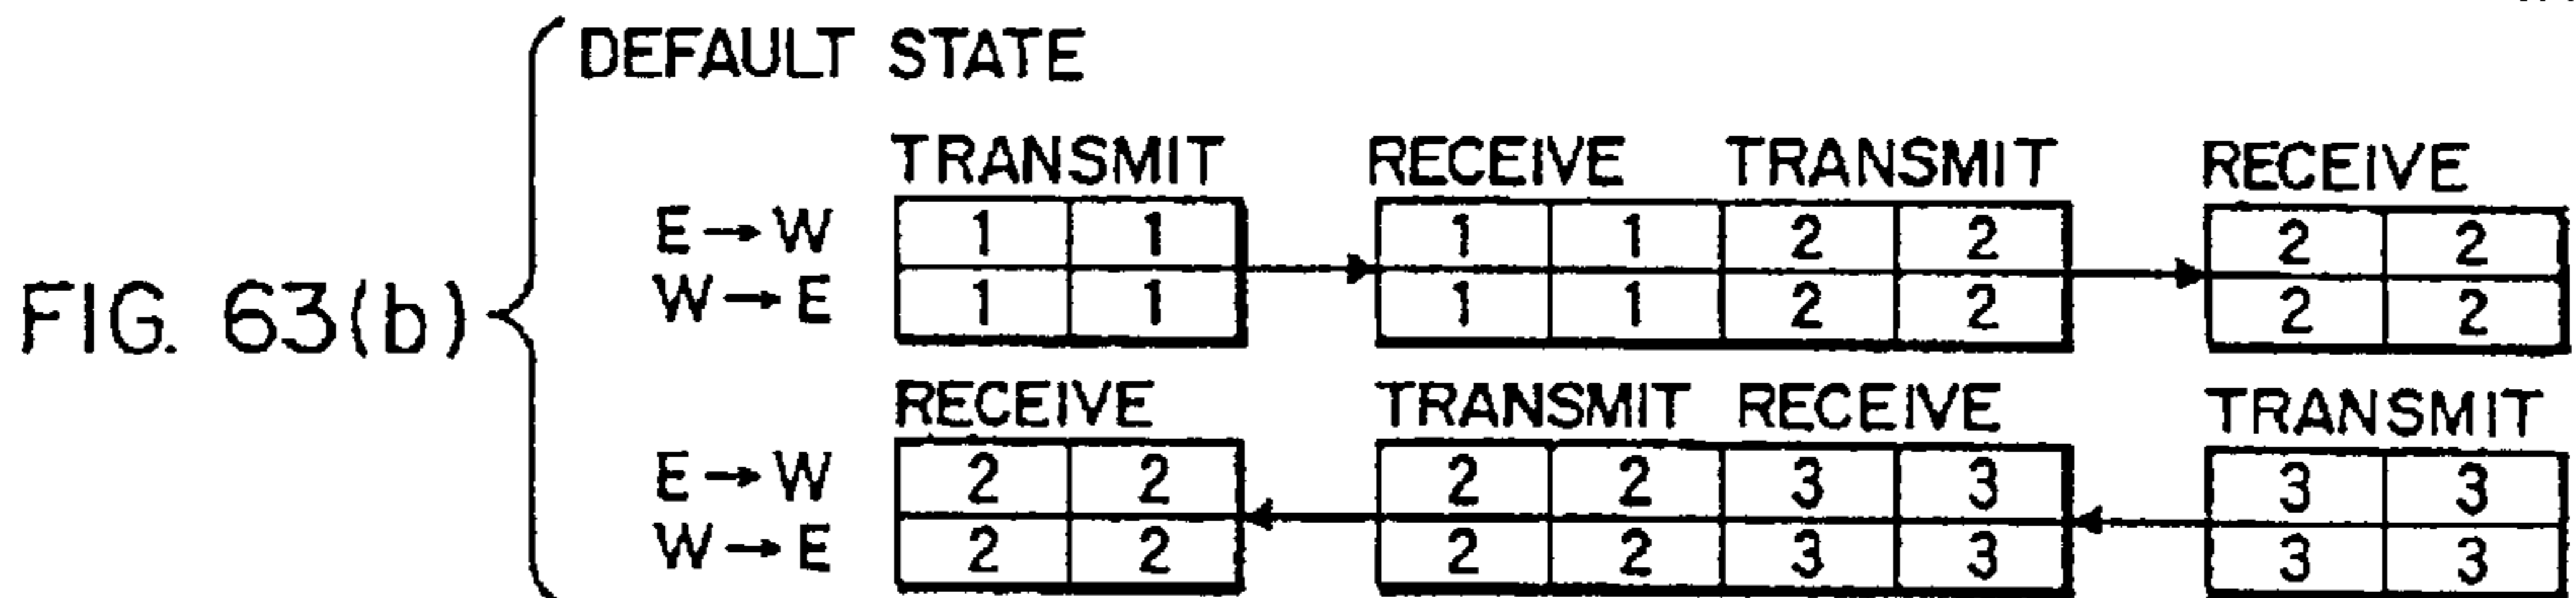 DEFAULT STATE
TRANSMIT RECEIVE TRANSMIT RECEIVE
E→W 1 1 1 1 2 2 2 2
W→E 1 1 1 1 2 2 2 2
FIG. 63(b)
RECEIVE TRANSMIT RECEIVE TRANSMIT
E→W 2 2 2 2 3 3 3 3
W→E 2 2 2 2 3 3 3 3